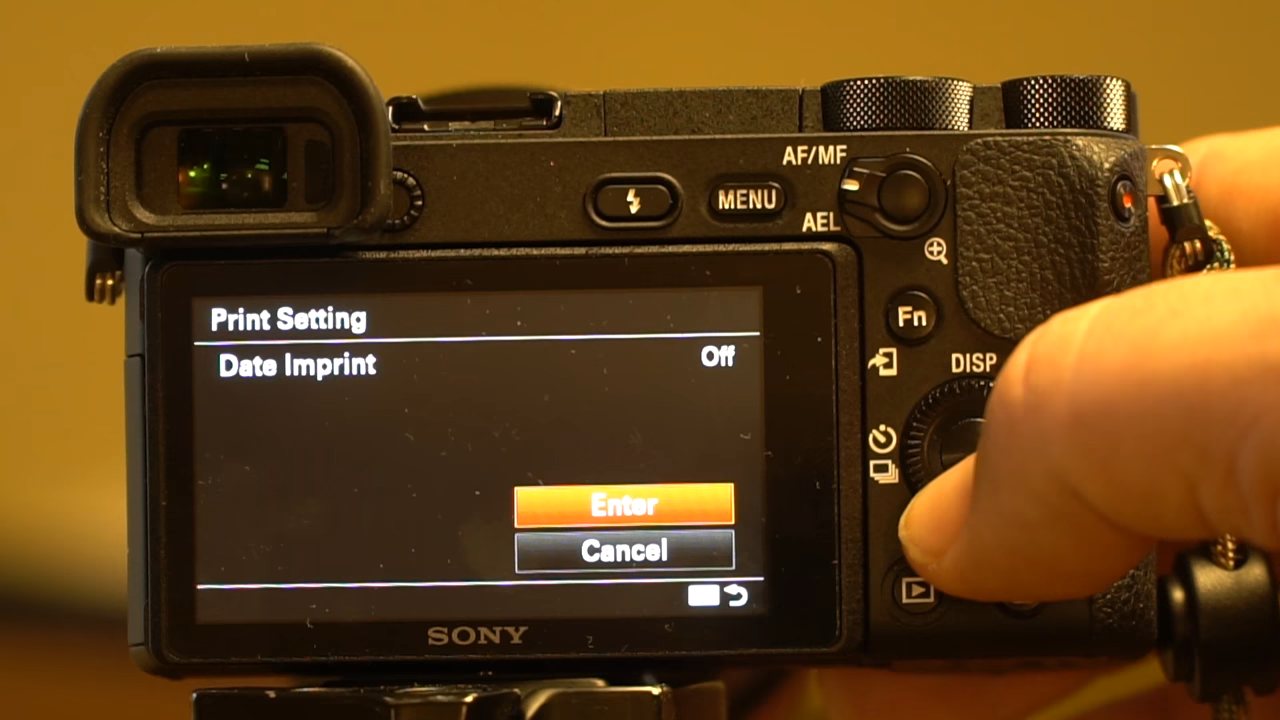 AF/MF
MENU
AEL
Fn
DISP
Print Setting
Date Imprint Off
Enter
Cancel
SONY